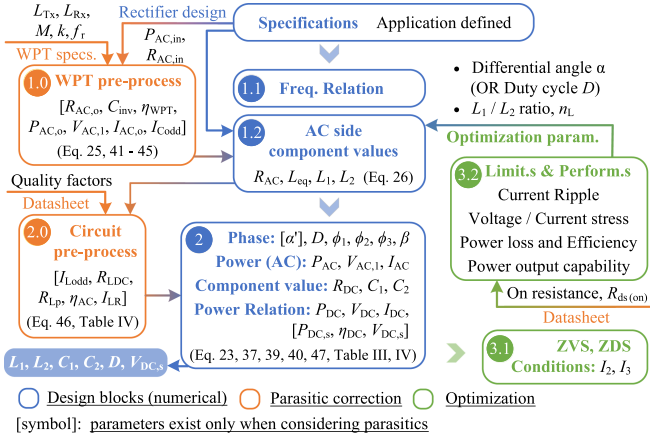 L_Tx, L_Rx,
M, k, f_r
WPT specs.
Rectifier design
P_AC,in,
R_AC,in
Specifications Application defined
1.0 WPT pre-process
[R_AC,o, C_inv, η_WPT,
P_AC,o, V_AC,1, I_AC,o, I_Codd]
(Eq. 25, 41 - 45)
1.1 Freq. Relation
1.2 AC side
component values
R_AC, L_eq, L_1, L_2 (Eq. 26)
• Differential angle α
(OR Duty cycle D)
• L_1 / L_2 ratio, n_L
Optimization param.
3.2 Limit.s & Perform.s
Current Ripple
Voltage / Current stress
Power loss and Efficiency
Power output capability
On resistance, R_ds(on)
Datasheet
Quality factors
Datasheet
2.0 Circuit
pre-process
[I_Lodd, R_LDC,
R_Lp, η_AC, I_LR]
(Eq. 46, Table IV)
2 Phase: [α'], D, ϕ_1, ϕ_2, ϕ_3, β
Power (AC): P_AC, V_AC,1, I_AC
Component value: R_DC, C_1, C_2
Power Relation: P_DC, V_DC, I_DC,
[P_DC,s, η_DC, V_DC,s]
(Eq. 23, 37, 39, 40, 47, Table III, IV)
L_1, L_2, C_1, C_2, D, V_DC,s
3.1 ZVS, ZDS
Conditions: I_2, I_3
Design blocks (numerical) Parasitic correction Optimization
[symbol]: parameters exist only when considering parasitics